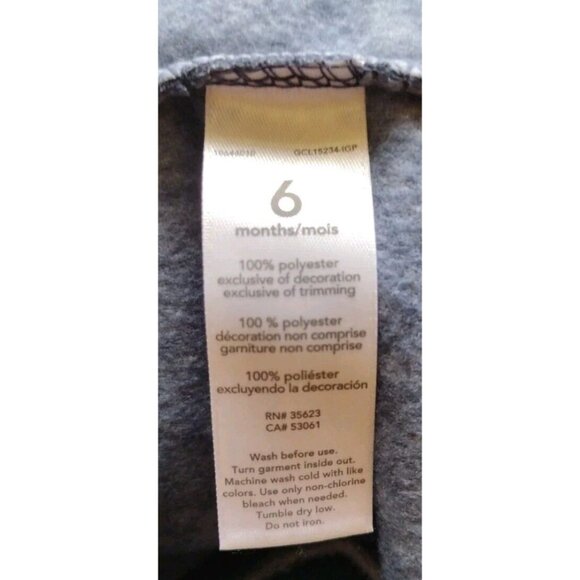 GCL15234-IGP
6
months/mois
100% polyester
exclusive of decoration
exclusive of trimming
100 % polyester
décoration non comprise
garniture non comprise
100% poliéster
excluyendo la decoración
RN# 35623
CA# 53061
Wash before use.
Turn garment inside out.
Machine wash cold with like
colors. Use only non-chlorine
bleach when needed.
Tumble dry low.
Do not iron.